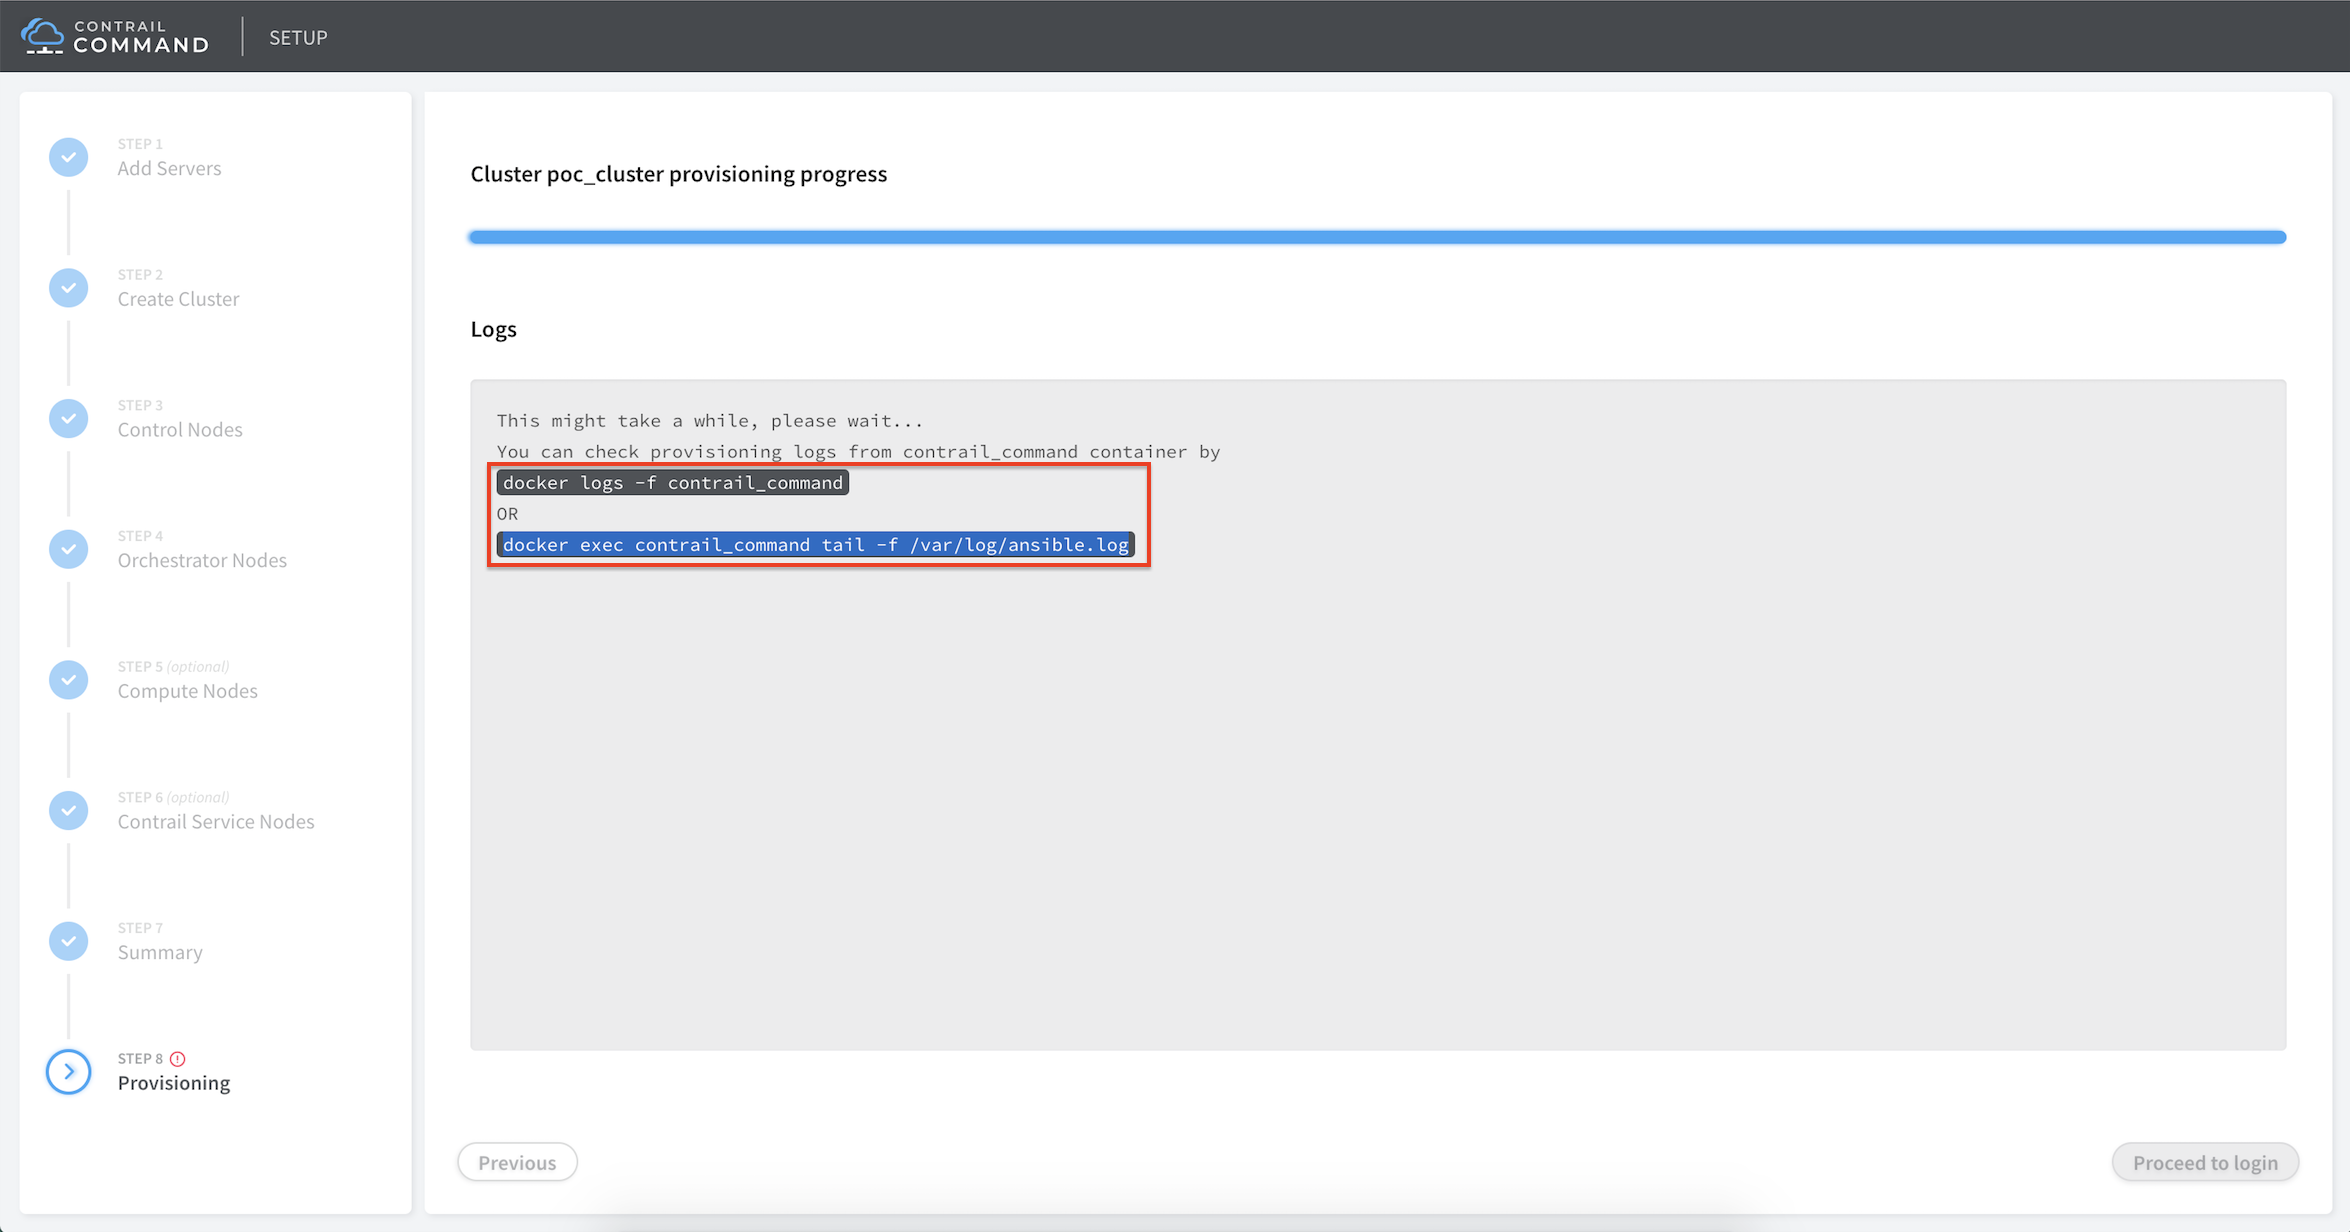 CONTRAIL
COMMAND
SETUP
STEP 1
Add Servers
STEP 2
Create Cluster
STEP 3
Control Nodes
STEP 4
Orchestrator Nodes
STEP 5 (optional)
Compute Nodes
STEP 6 (optional)
Contrail Service Nodes
STEP 7
Summary
STEP 8
Provisioning
Cluster poc_cluster provisioning progress
Logs
This might take a while, please wait...
You can check provisioning logs from contrail_command container by
docker logs -f contrail_command
OR
docker exec contrail_command tail -f /var/log/ansible.log
Previous
Proceed to login